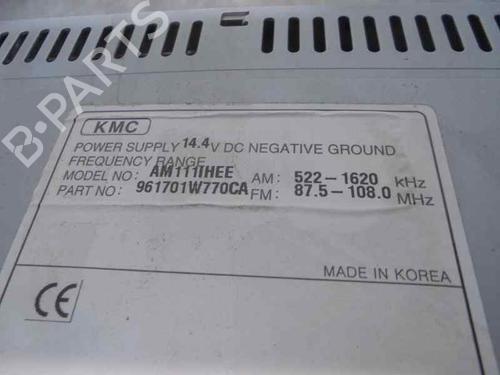 KMC
POWER SUPPLY 14.4V DC NEGATIVE GROUND
FREQUENCY RANGE
MODEL NO: AM111IHEE AM: 522-1620 kHz
PART NO: 961701W770CA FM: 87.5-108.0 MHz
MADE IN KOREA
CE
B-PARTS